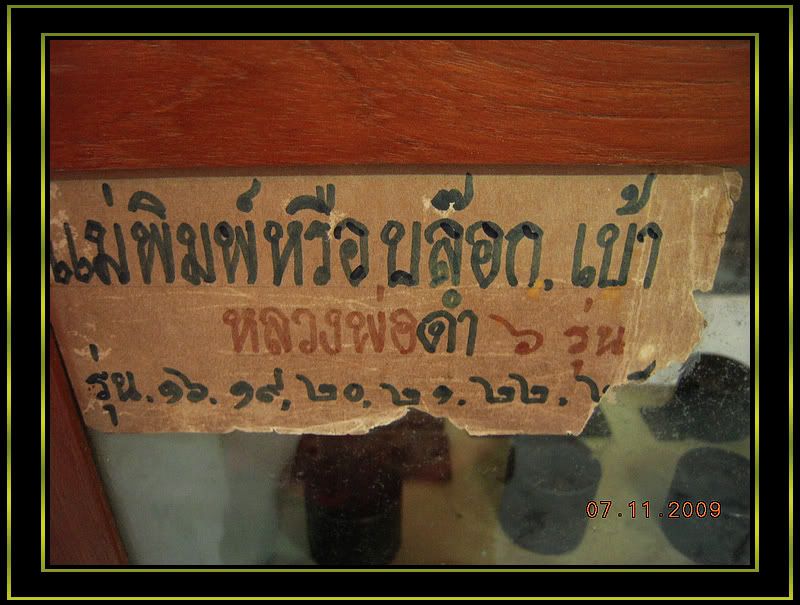 แม่พิมพ์หรือบล๊อก, เบ้า
หลวงพ่อดำ ๖ รุ่น
รุ่น. ๑๖. ๑๙, ๒๐, ๒๑. ๒๒.
07.11.2009